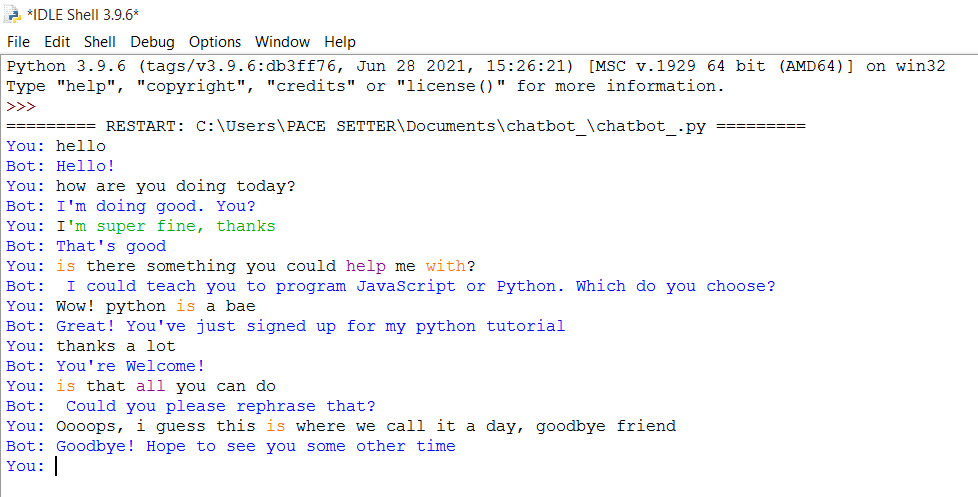 *IDLE Shell 3.9.6*
File Edit Shell Debug Options Window Help
Python 3.9.6 (tags/v3.9.6:db3ff76, Jun 28 2021, 15:26:21) [MSC v.1929 64 bit (AMD64)] on win32
Type "help", "copyright", "credits" or "license()" for more information.
>>>
========= RESTART: C:\Users\PACE SETTER\Documents\chatbot_\chatbot_.py =========
You: hello
Bot: Hello!
You: how are you doing today?
Bot: I'm doing good. You?
You: I'm super fine, thanks
Bot: That's good
You: is there something you could help me with?
Bot:  I could teach you to program JavaScript or Python. Which do you choose?
You: Wow! python is a bae
Bot: Great! You've just signed up for my python tutorial
You: thanks a lot
Bot: You're Welcome!
You: is that all you can do
Bot:  Could you please rephrase that?
You: Oooops, i guess this is where we call it a day, goodbye friend
Bot: Goodbye! Hope to see you some other time
You: